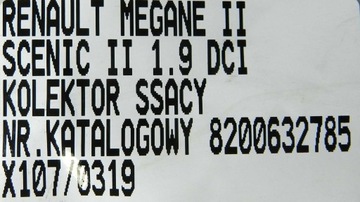 RENAULT MEGANE II
SCENIC II 1.9 DCI
KOLEKTOR SSACY
NR.KATALOGOWY 8200632785
X107/0319